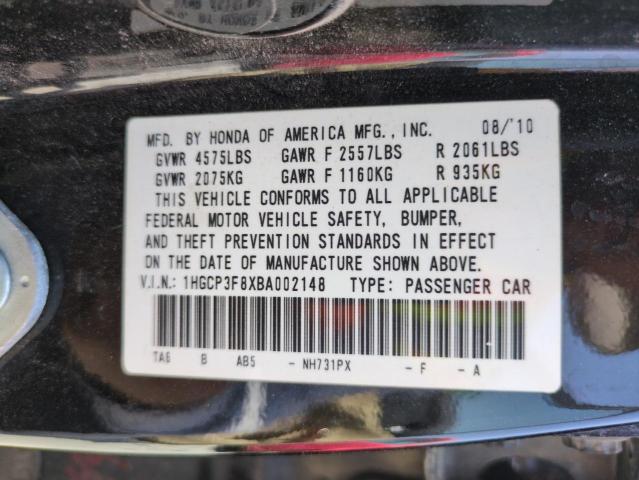 MFD. BY HONDA OF AMERICA MFG., INC. 08/'10
GVWR 4575LBS GAWR F 2557LBS R 2061LBS
GVWR 2075KG GAWR F 1160KG R 935KG
THIS VEHICLE CONFORMS TO ALL APPLICABLE
FEDERAL MOTOR VEHICLE SAFETY, BUMPER,
AND THEFT PREVENTION STANDARDS IN EFFECT
ON THE DATE OF MANUFACTURE SHOWN ABOVE.
V.I.N.: 1HGCP3F8XBA002148 TYPE: PASSENGER CAR
TA6 B AB5 - NH731PX - F - A